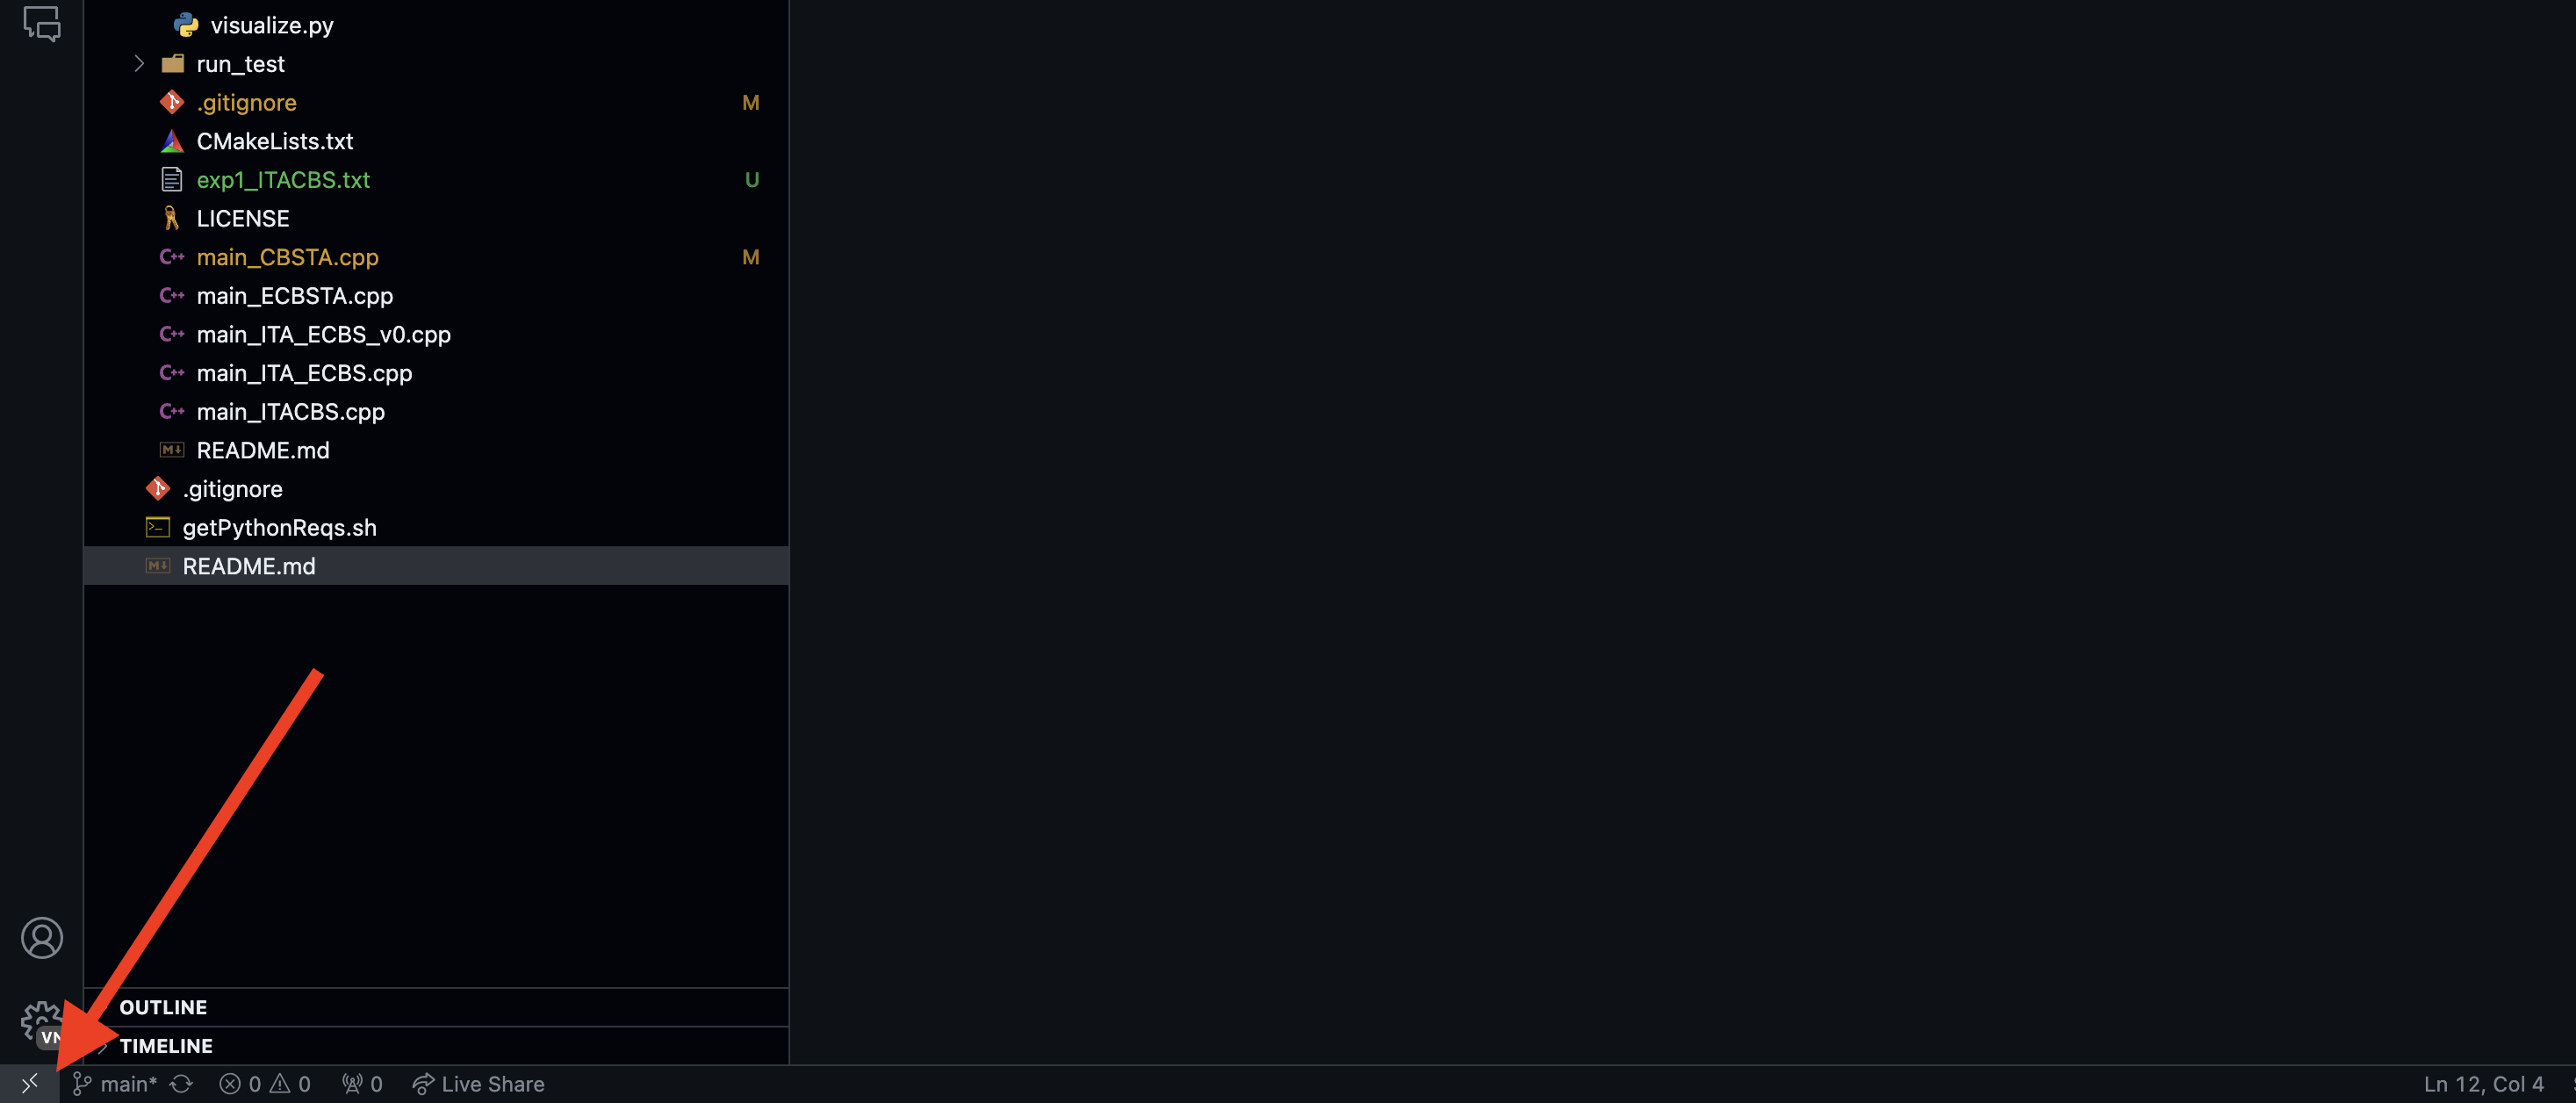 visualize.py
run_test
.gitignore M
CMakeLists.txt
exp1_ITACBS.txt U
LICENSE
C++ main_CBSTA.cpp M
C++ main_ECBSTA.cpp
C++ main_ITA_ECBS_v0.cpp
C++ main_ITA_ECBS.cpp
C++ main_ITACBS.cpp
M↓ README.md
.gitignore
getPythonReqs.sh
M↓ README.md
OUTLINE
VN
TIMELINE
main* 0 0 0 Live Share Ln 12, Col 4